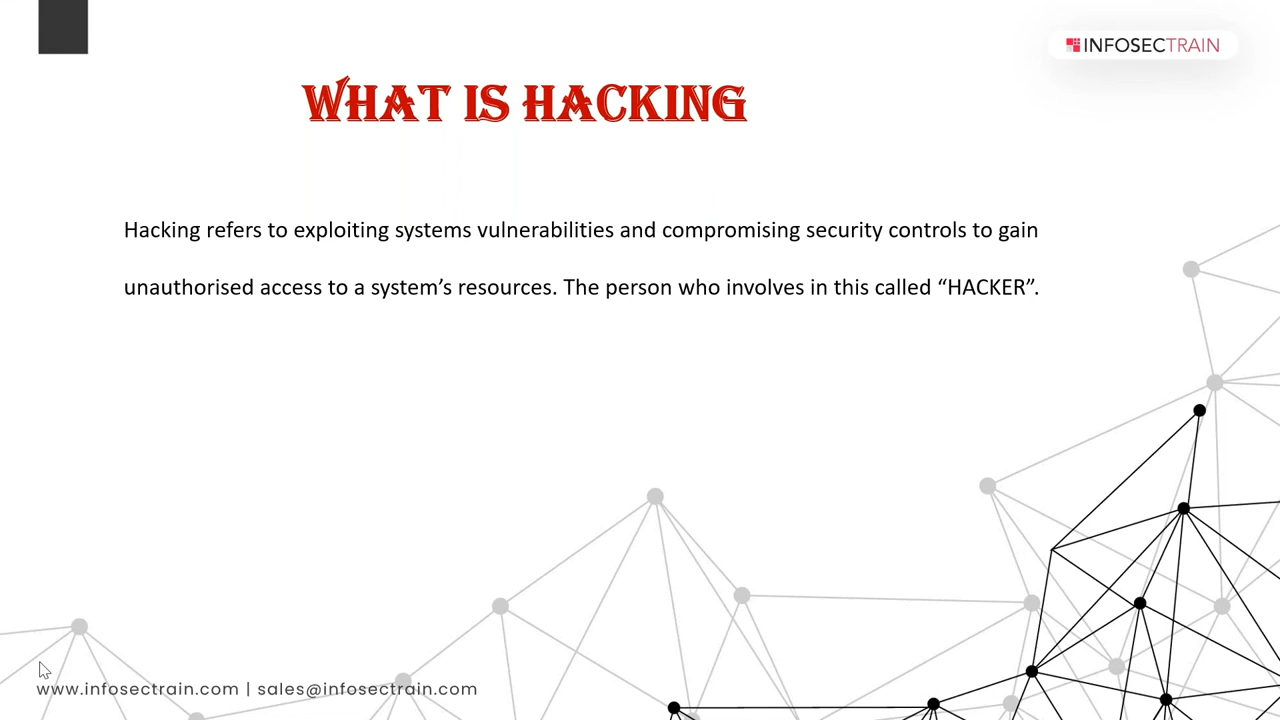 INFOSECTRAIN
WHAT IS HACKING
Hacking refers to exploiting systems vulnerabilities and compromising security controls to gain
unauthorised access to a system’s resources. The person who involves in this called “HACKER”.
www.infosectrain.com | sales@infosectrain.com